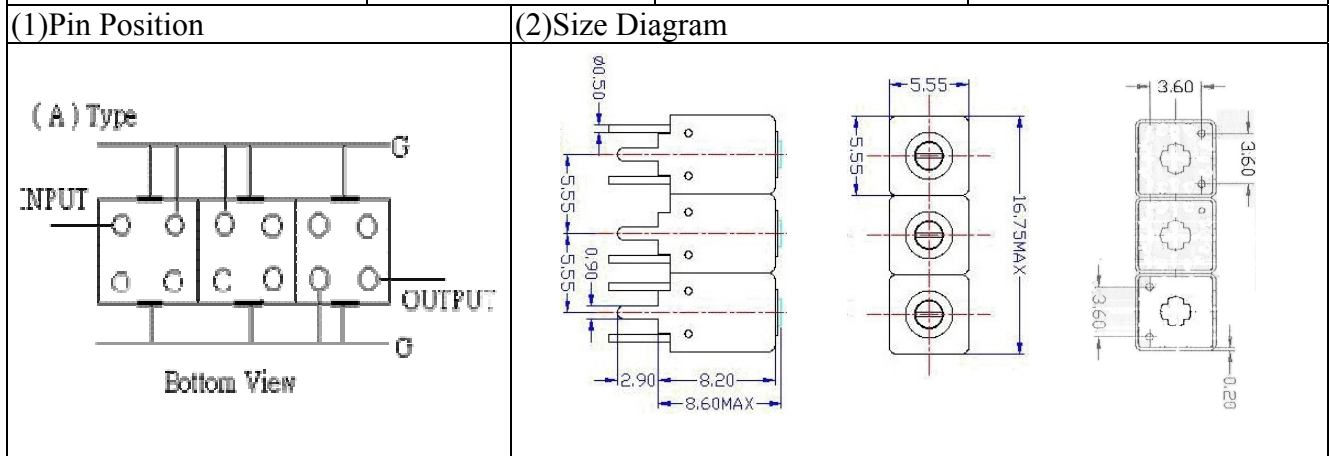 (1)Pin Position
(2)Size Diagram
( A ) Type
G
INPUT
OUTPUT
G
Bottom View
ø0.50
5.55
5.55
0.90
2.90
8.20
8.60MAX
5.55
5.55
16.75MAX
3.60
3.60
3.60
0.20